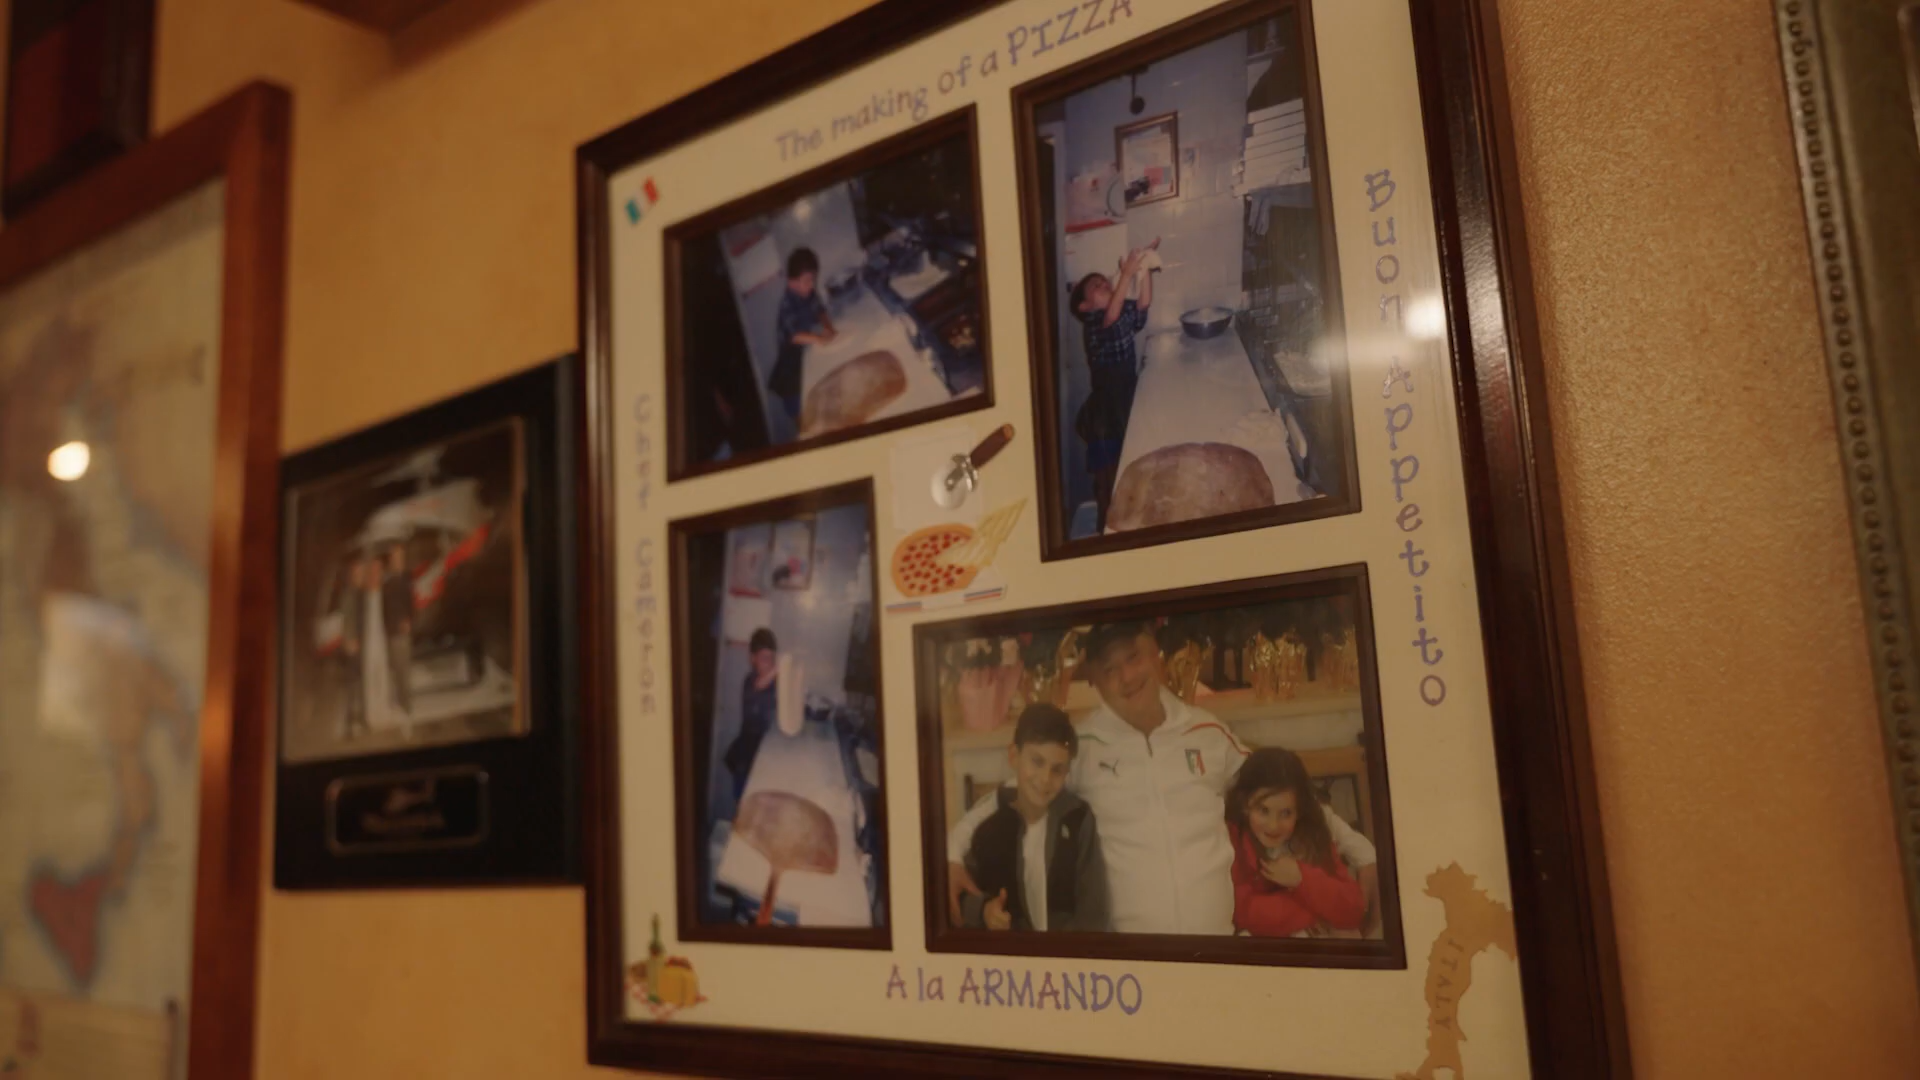 The making of a PIZZA
Buon Appetito
Chef Cameron
A la ARMANDO
ITALY